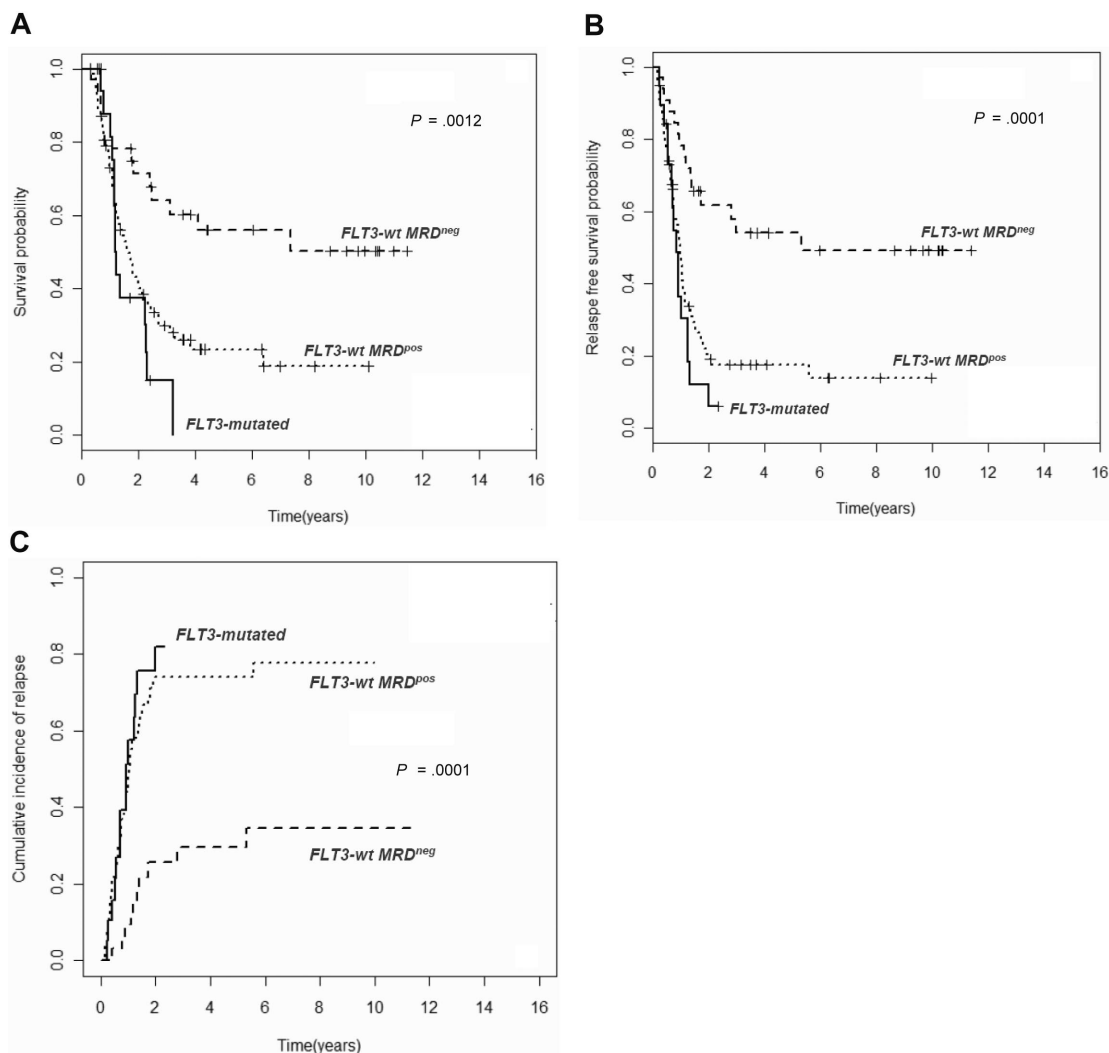 A
P = .0012
FLT3-wt MRDneg
FLT3-wt MRDpos
FLT3-mutated
Survival probability
1.0
0.8
0.6
0.4
0.2
0.0
0 2 4 6 8 10 12 14 16
Time(years)
B
P = .0001
FLT3-wt MRDneg
FLT3-wt MRDpos
FLT3-mutated
Relaspe free survival probability
1.0
0.8
0.6
0.4
0.2
0.0
0 2 4 6 8 10 12 14 16
Time(years)
C
FLT3-mutated
FLT3-wt MRDpos
P = .0001
FLT3-wt MRDneg
Cumulative incidence of relapse
1.0
0.8
0.6
0.4
0.2
0.0
0 2 4 6 8 10 12 14 16
Time(years)